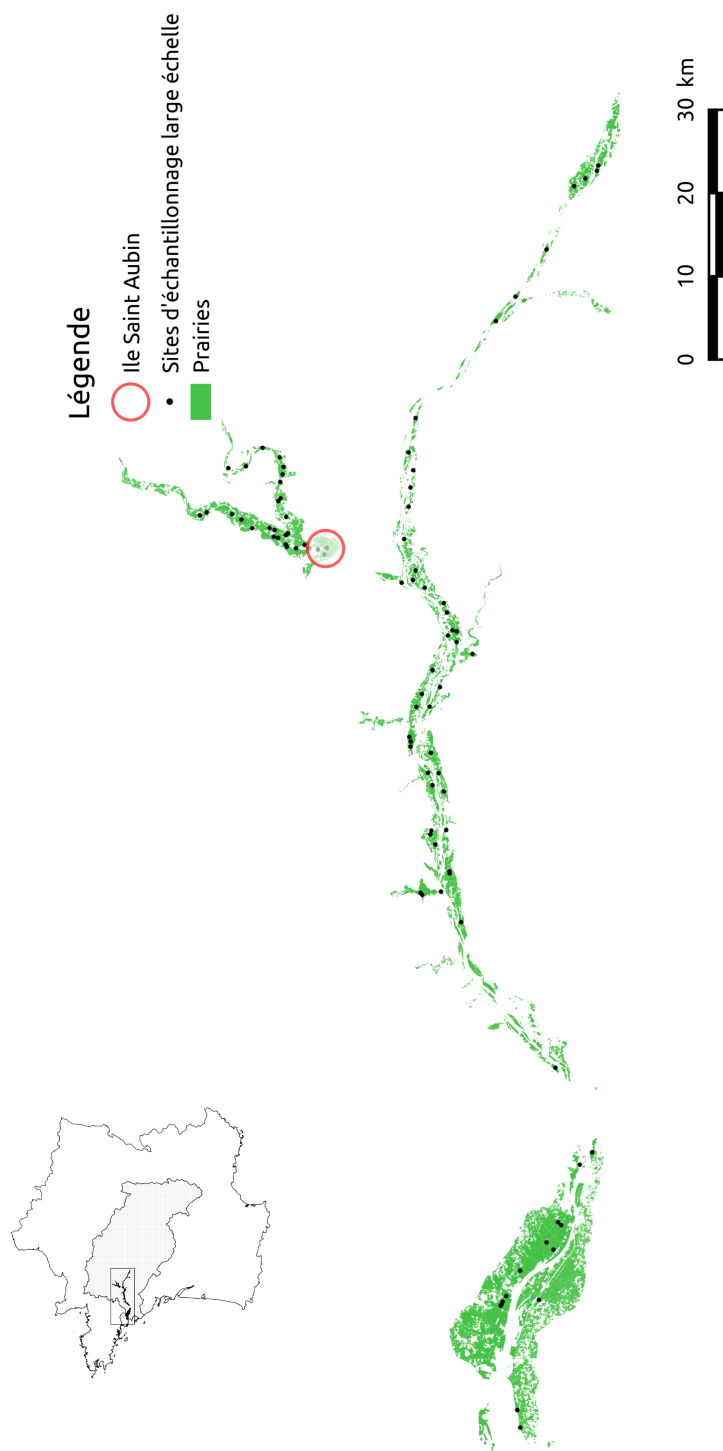 Légende
Ile Saint Aubin
Sites d'échantillonnage large échelle
Prairies
0 10 20 30 km